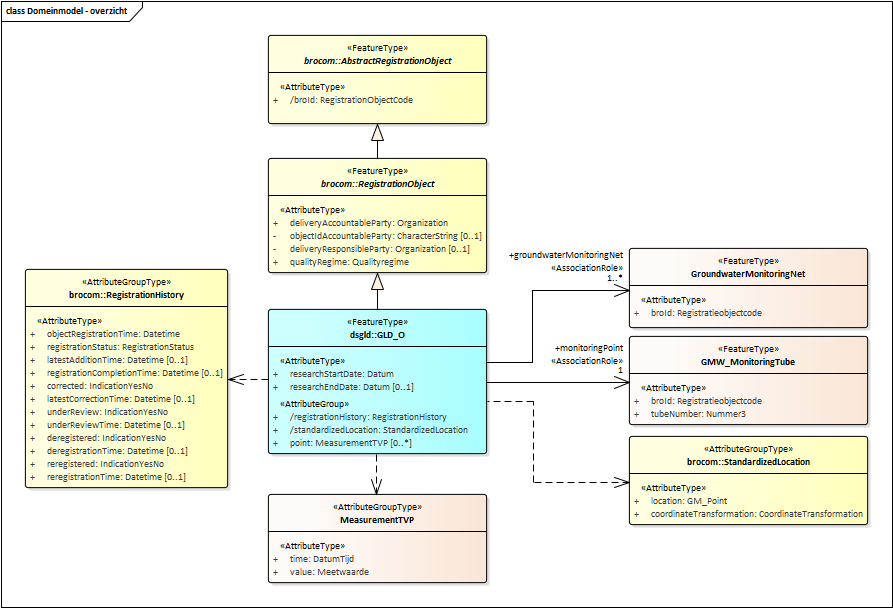 class Domeinmodel - overzicht
«FeatureType»
brocom::AbstractRegistrationObject
«AttributeType»
+ /broId: RegistrationObjectCode
«FeatureType»
brocom::RegistrationObject
«AttributeType»
+ deliveryAccountableParty: Organization
- objectIdAccountableParty: CharacterString [0..1]
- deliveryResponsibleParty: Organization [0..1]
+ qualityRegime: Qualityregime
«AttributeGroupType»
brocom::RegistrationHistory
«AttributeType»
+ objectRegistrationTime: Datetime
+ registrationStatus: RegistrationStatus
+ latestAdditionTime: Datetime [0..1]
+ registrationCompletionTime: Datetime [0..1]
+ corrected: IndicationYesNo
+ latestCorrectionTime: Datetime [0..1]
+ underReview: IndicationYesNo
+ underReviewTime: Datetime [0..1]
+ deregistered: IndicationYesNo
+ deregistrationTime: Datetime [0..1]
+ reregistered: IndicationYesNo
+ reregistrationTime: Datetime [0..1]
«FeatureType»
dsgld::GLD_O
«AttributeType»
+ researchStartDate: Datum
+ researchEndDate: Datum [0..1]
«AttributeGroup»
+ /registrationHistory: RegistrationHistory
+ /standardizedLocation: StandardizedLocation
+ point: MeasurementTVP [0..*]
+groundwaterMonitoringNet
«AssociationRole»
1..*
«FeatureType»
GroundwaterMonitoringNet
«AttributeType»
+ broId: Registratieobjectcode
+monitoringPoint
«AssociationRole»
1
«FeatureType»
GMW_MonitoringTube
«AttributeType»
+ broId: Registratieobjectcode
+ tubeNumber: Nummer3
«AttributeGroupType»
brocom::StandardizedLocation
«AttributeType»
+ location: GM_Point
+ coordinateTransformation: CoordinateTransformation
«AttributeGroupType»
MeasurementTVP
«AttributeType»
+ time: DatumTijd
+ value: Meetwaarde